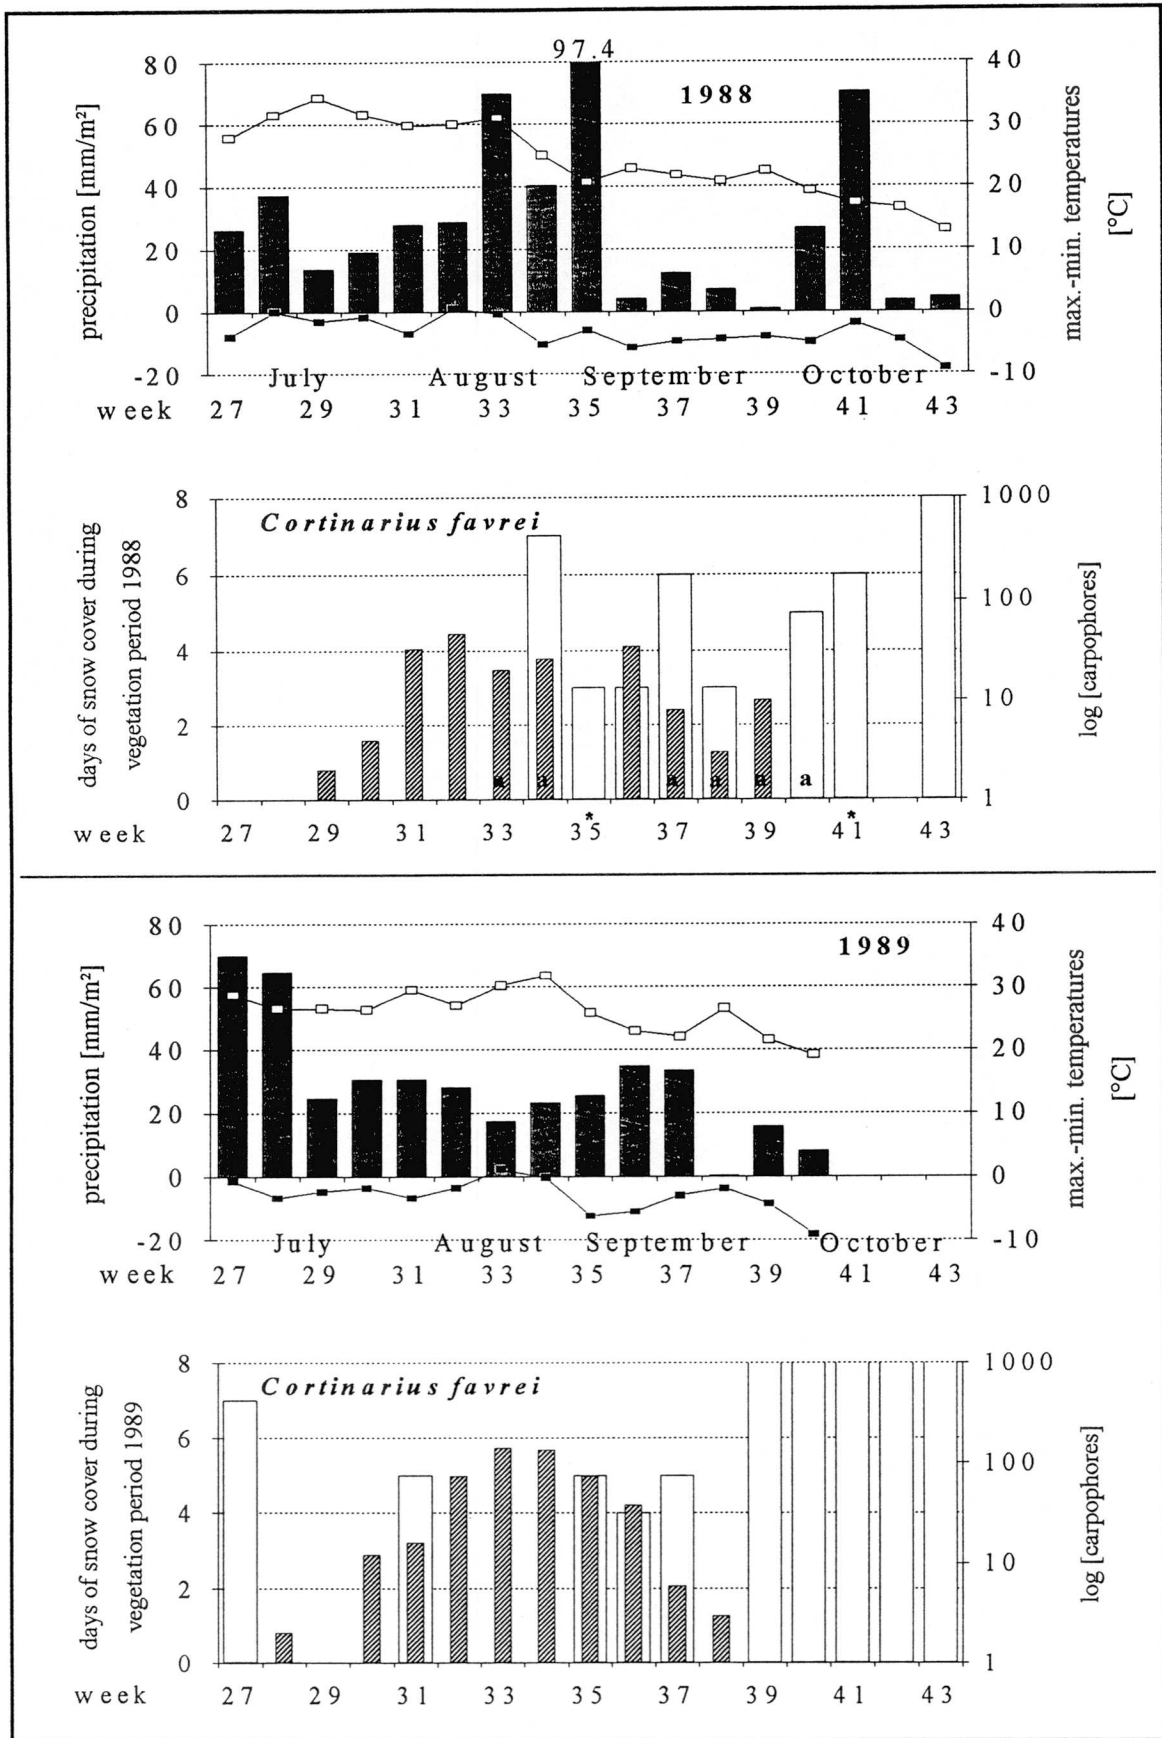 97.4
1988
precipitation [mm/m²]
80
60
40
20
0
-20
40
30
20
10
0
-10
max.-min. temperatures
[°C]
July August September October
week 27 29 31 33 35 37 39 41 43
Cortinarius favrei
days of snow cover during
vegetation period 1988
8
6
4
2
0
1000
100
10
1
log [carpophores]
a a a a a a
* *
week 27 29 31 33 35 37 39 41 43
1989
precipitation [mm/m²]
80
60
40
20
0
-20
40
30
20
10
0
-10
max.-min. temperatures
[°C]
July August September October
week 27 29 31 33 35 37 39 41 43
Cortinarius favrei
days of snow cover during
vegetation period 1989
8
6
4
2
0
1000
100
10
1
log [carpophores]
week 27 29 31 33 35 37 39 41 43